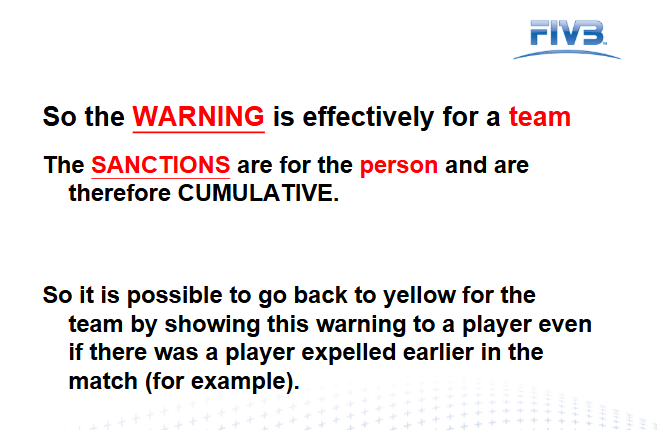 FIVB
So the WARNING is effectively for a team
The SANCTIONS are for the person and are
therefore CUMULATIVE.
So it is possible to go back to yellow for the
team by showing this warning to a player even
if there was a player expelled earlier in the
match (for example).